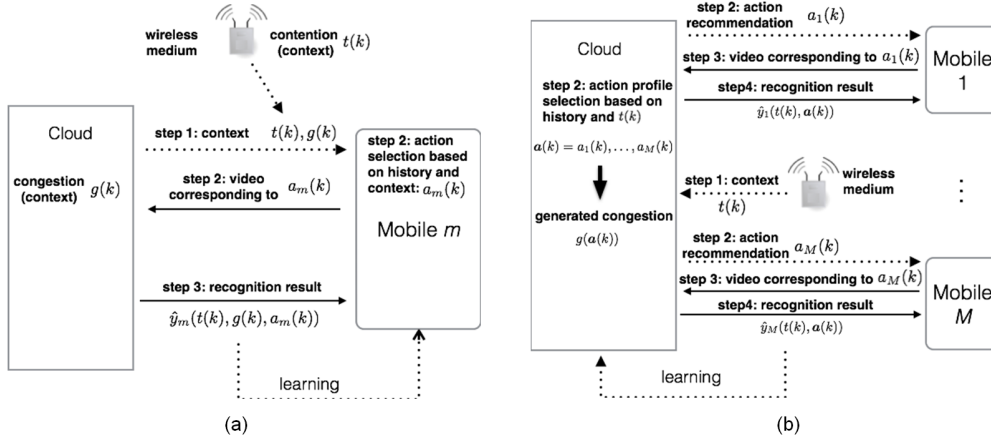 wireless
medium
contention
(context) t(k)
Cloud
congestion
(context) g(k)
step 1: context t(k), g(k)
step 2: video
corresponding to a_m(k)
step 2: action
selection based
on history and
context: a_m(k)
Mobile m
step 3: recognition result
ŷ_m(t(k), g(k), a_m(k))
learning
(a)
Cloud
step 2: action profile
selection based on
history and t(k)
a(k) = a_1(k), . . . , a_M(k)
generated congestion
g(a(k))
step 2: action
recommendation a_1(k)
step 3: video corresponding to a_1(k)
step4: recognition result
ŷ_1(t(k), a(k))
Mobile
1
step 1: context
t(k)
wireless
medium
⋮
step 2: action
recommendation a_M(k)
step 3: video corresponding to a_M(k)
step4: recognition result
ŷ_M(t(k), a(k))
Mobile
M
learning
(b)